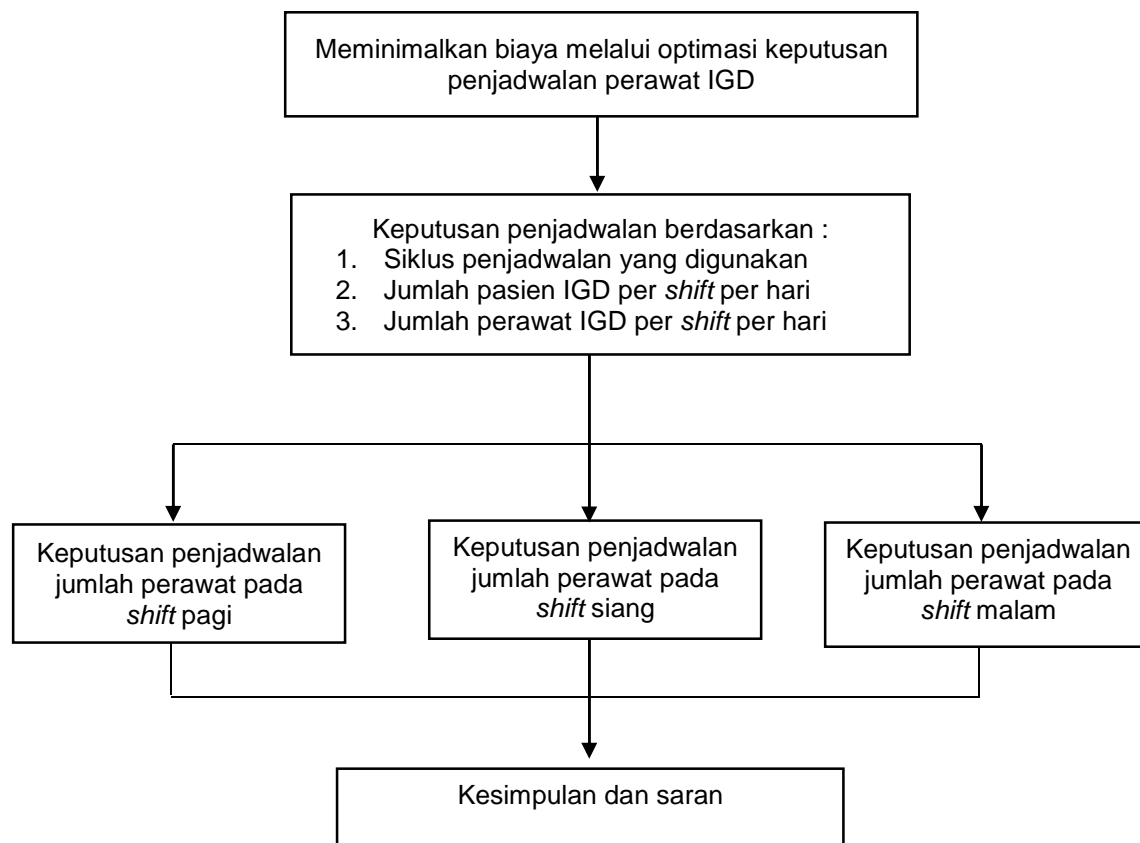 Meminimalkan biaya melalui optimasi keputusan
penjadwalan perawat IGD
Keputusan penjadwalan berdasarkan :
1. Siklus penjadwalan yang digunakan
2. Jumlah pasien IGD per shift per hari
3. Jumlah perawat IGD per shift per hari
Keputusan penjadwalan
jumlah perawat pada
shift pagi
Keputusan penjadwalan
jumlah perawat pada
shift siang
Keputusan penjadwalan
jumlah perawat pada
shift malam
Kesimpulan dan saran